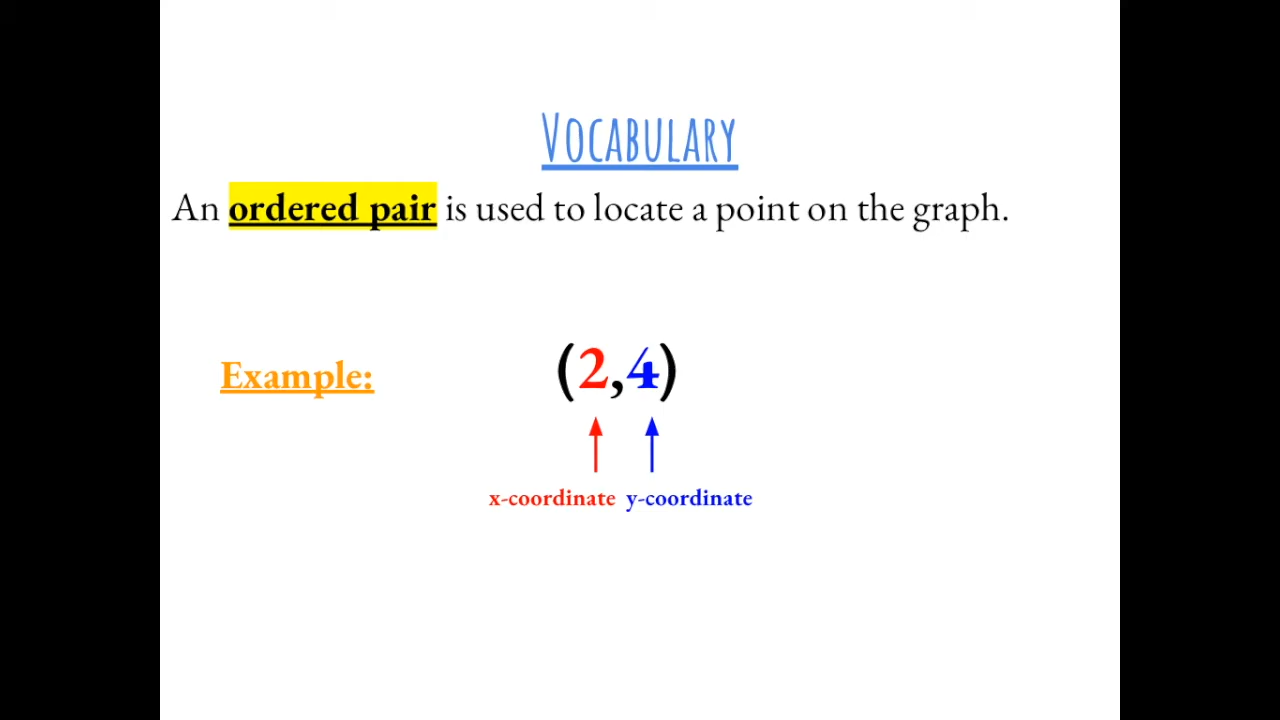 VOCABULARY
An ordered pair is used to locate a point on the graph.
Example: (2,4)
x-coordinate y-coordinate